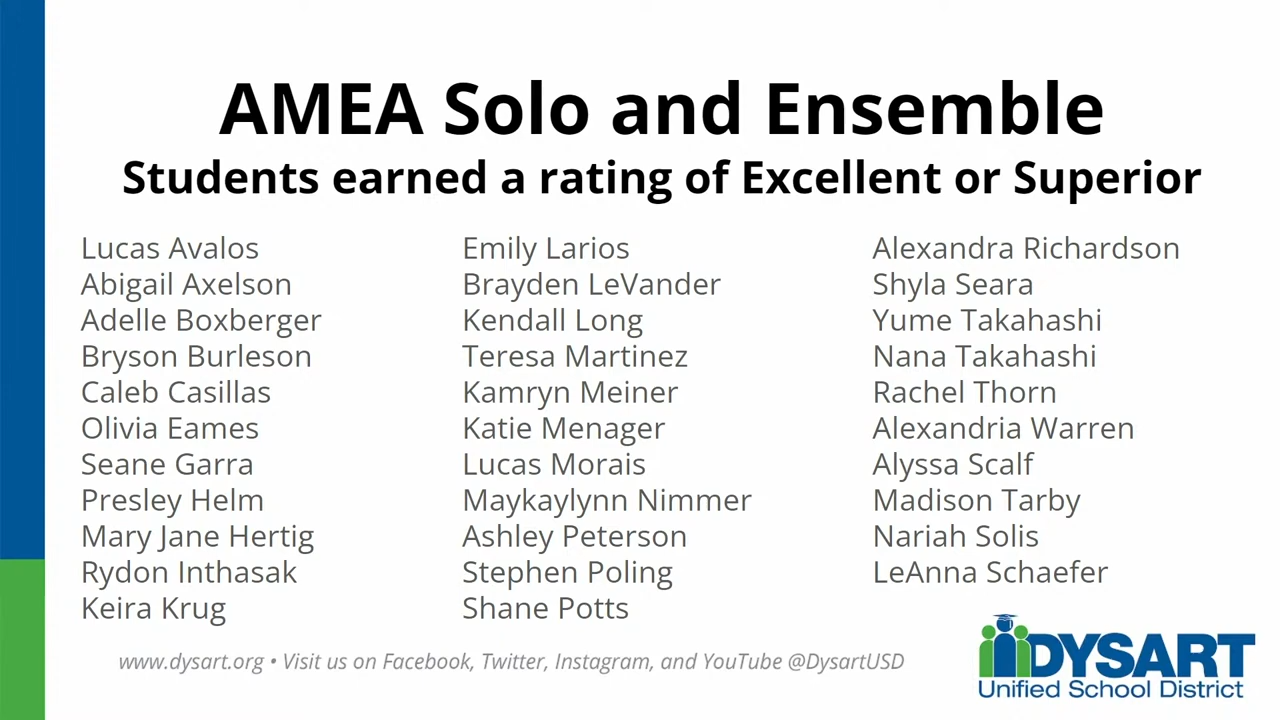 AMEA Solo and Ensemble
Students earned a rating of Excellent or Superior
Lucas Avalos
Abigail Axelson
Adelle Boxberger
Bryson Burleson
Caleb Casillas
Olivia Eames
Seane Garra
Presley Helm
Mary Jane Hertig
Rydon Inthasak
Keira Krug
Emily Larios
Brayden LeVander
Kendall Long
Teresa Martinez
Kamryn Meiner
Katie Menager
Lucas Morais
Maykaylynn Nimmer
Ashley Peterson
Stephen Poling
Shane Potts
Alexandra Richardson
Shyla Seara
Yume Takahashi
Nana Takahashi
Rachel Thorn
Alexandria Warren
Alyssa Scalf
Madison Tarby
Nariah Solis
LeAnna Schaefer
www.dysart.org • Visit us on Facebook, Twitter, Instagram, and YouTube @DysartUSD
DYSART
Unified School District